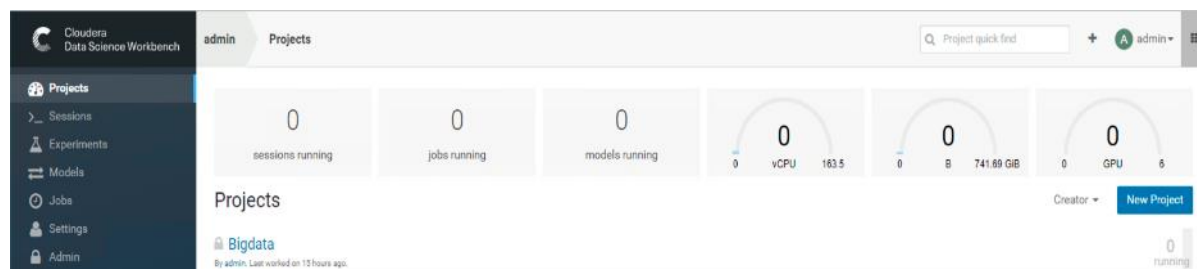 Cloudera
Data Science Workbench
admin Projects
Project quick find
+ A admin
Projects
>_ Sessions
Experiments
Models
Jobs
Settings
Admin
0 0 0 0 0 0
sessions running jobs running models running 0 vCPU 163.5 0 B 741.69 GiB 0 GPU 6
Projects Creator New Project
Bigdata 0
By admin. Last worked on 15 hours ago. running